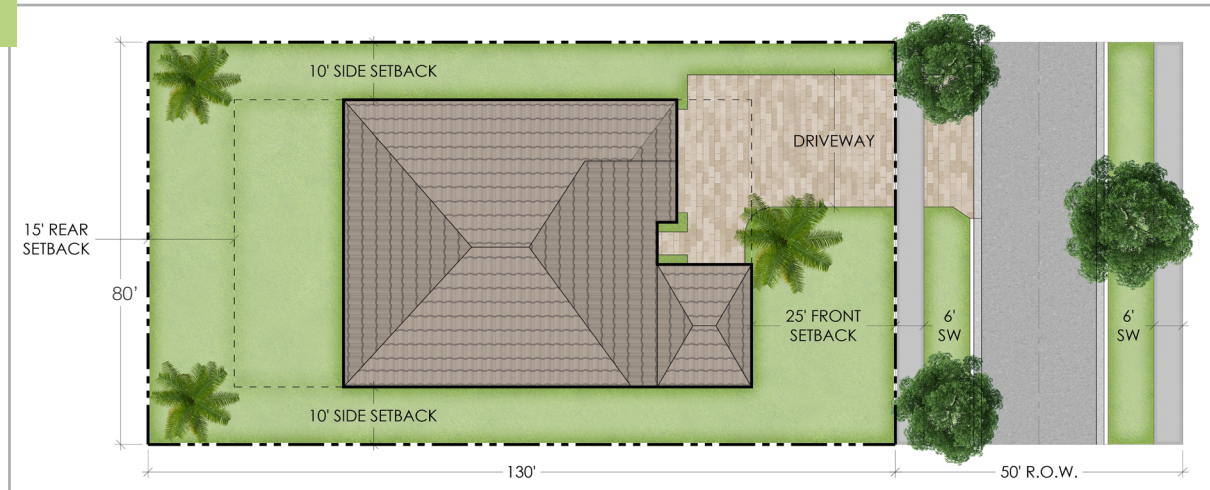 10' SIDE SETBACK
DRIVEWAY
15' REAR
SETBACK
80'
25' FRONT
SETBACK
6'
SW
6'
SW
10' SIDE SETBACK
130'
50' R.O.W.